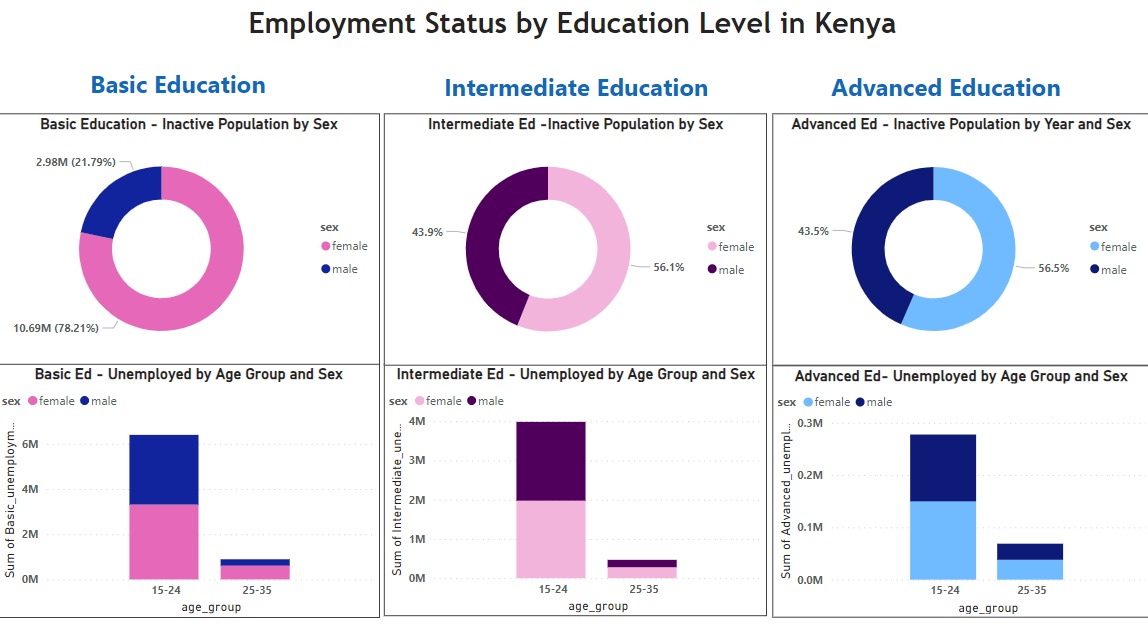 Employment Status by Education Level in Kenya
Basic Education
Intermediate Education
Advanced Education
Basic Education - Inactive Population by Sex
2.98M (21.79%)
10.69M (78.21%)
sex
female
male
Intermediate Ed -Inactive Population by Sex
43.9%
56.1%
sex
female
male
Advanced Ed - Inactive Population by Year and Sex
43.5%
56.5%
sex
female
male
Basic Ed - Unemployed by Age Group and Sex
sex female male
Sum of Basic_unemploym...
6M
4M
2M
0M
15-24 25-35
age_group
Intermediate Ed - Unemployed by Age Group and Sex
sex female male
Sum of Intermediate_une...
4M
3M
2M
1M
0M
15-24 25-35
age_group
Advanced Ed- Unemployed by Age Group and Sex
sex female male
Sum of Advanced_unempl...
0.3M
0.2M
0.1M
0.0M
15-24 25-35
age_group